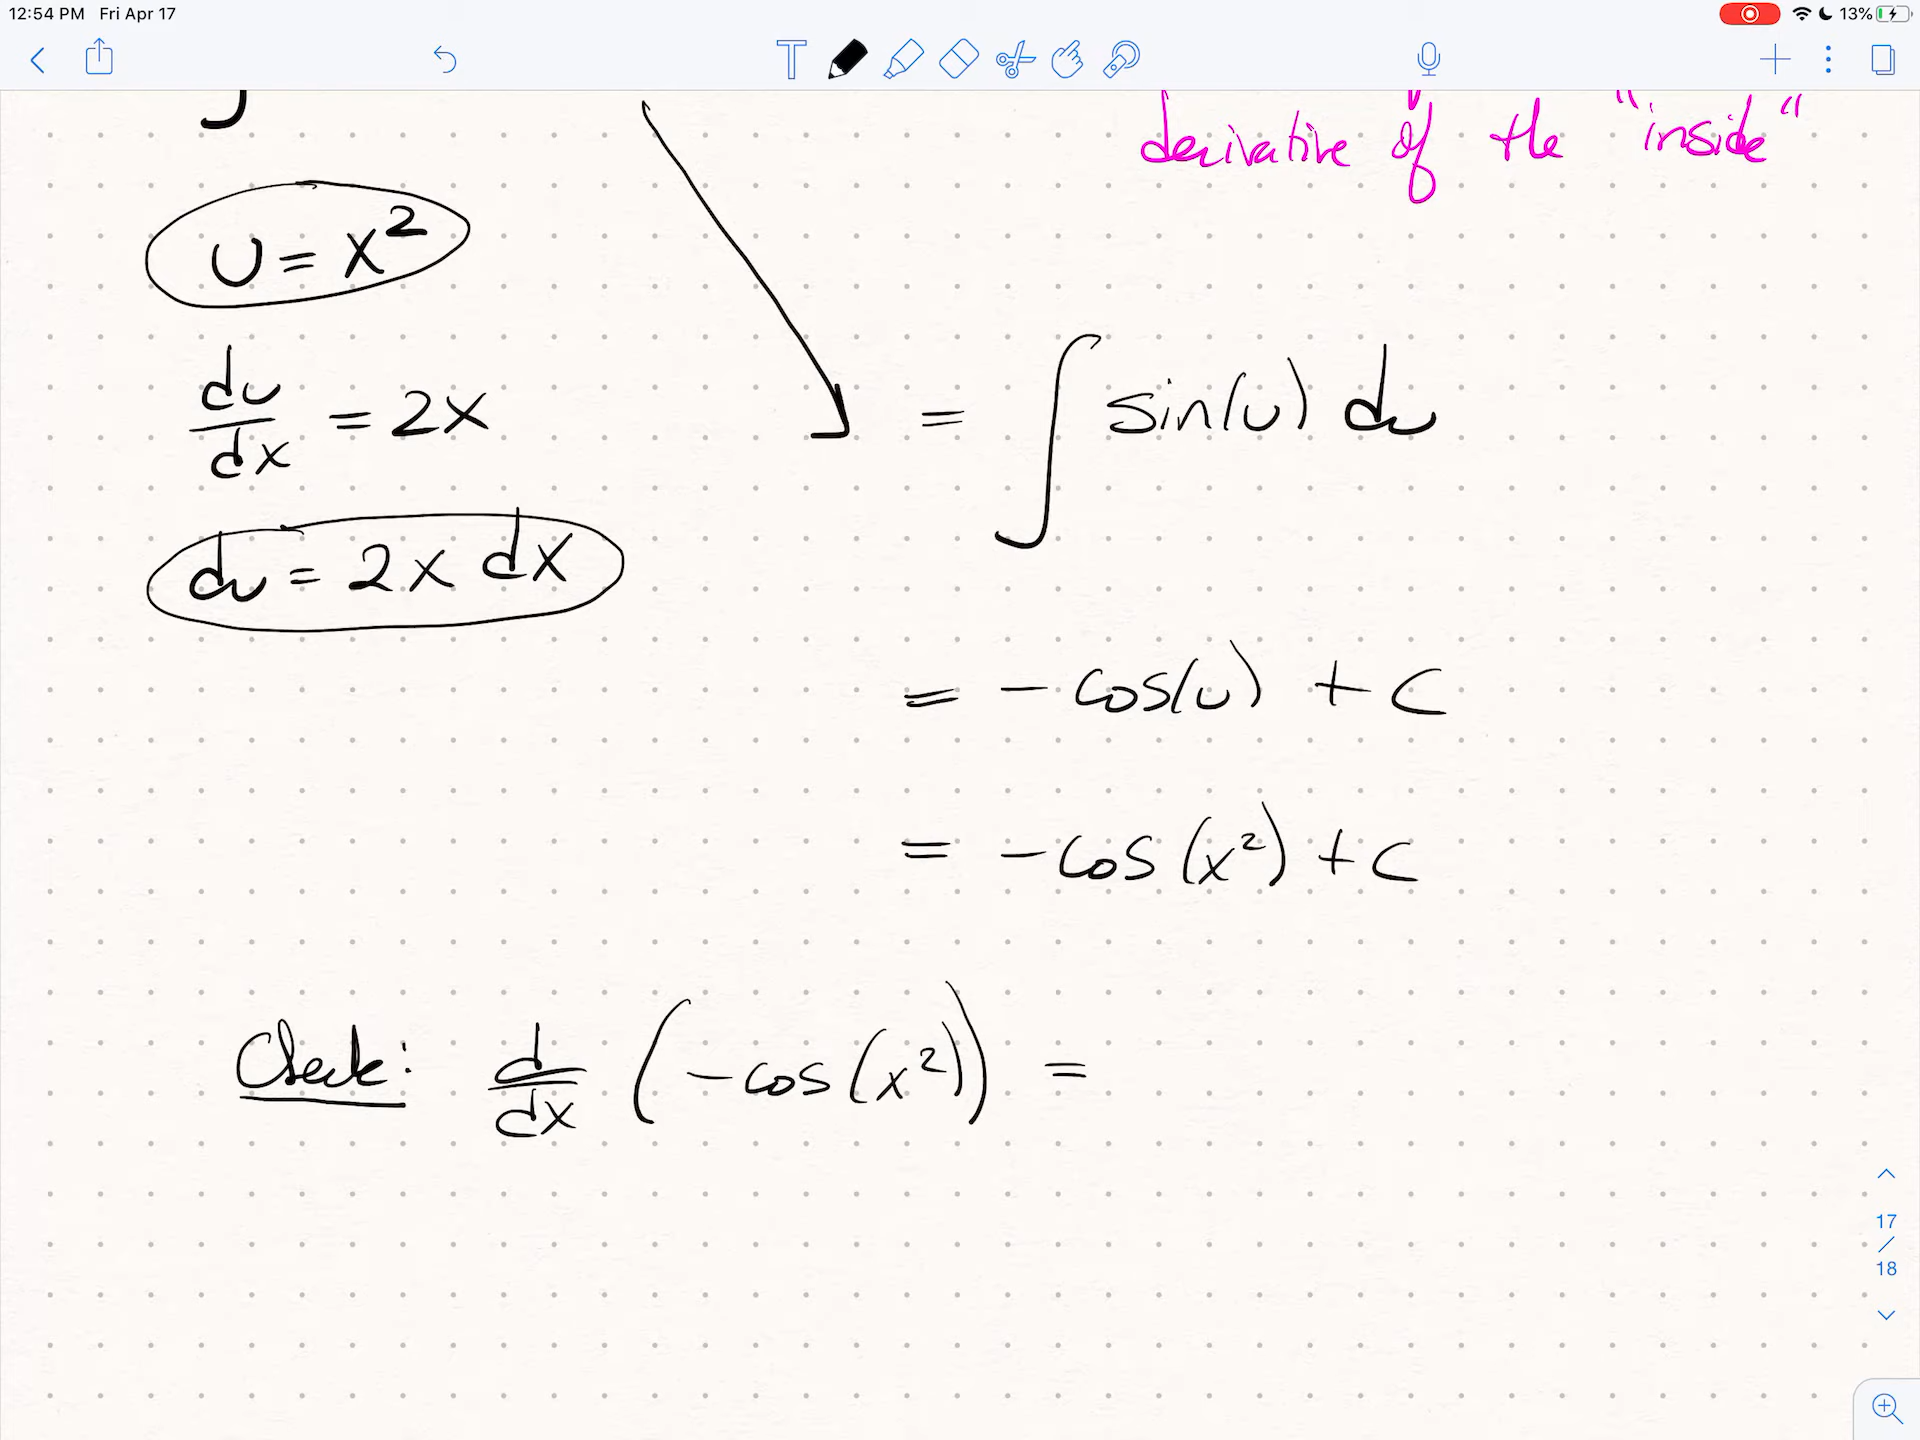 12:54 PM Fri Apr 17
13%
derivative of the "inside"
u = x²
du/dx = 2x
= ∫ sin(u) du
du = 2x dx
= - cos(u) + C
= - cos(x²) + C
Check: d/dx (-cos(x²)) =
17
/
18